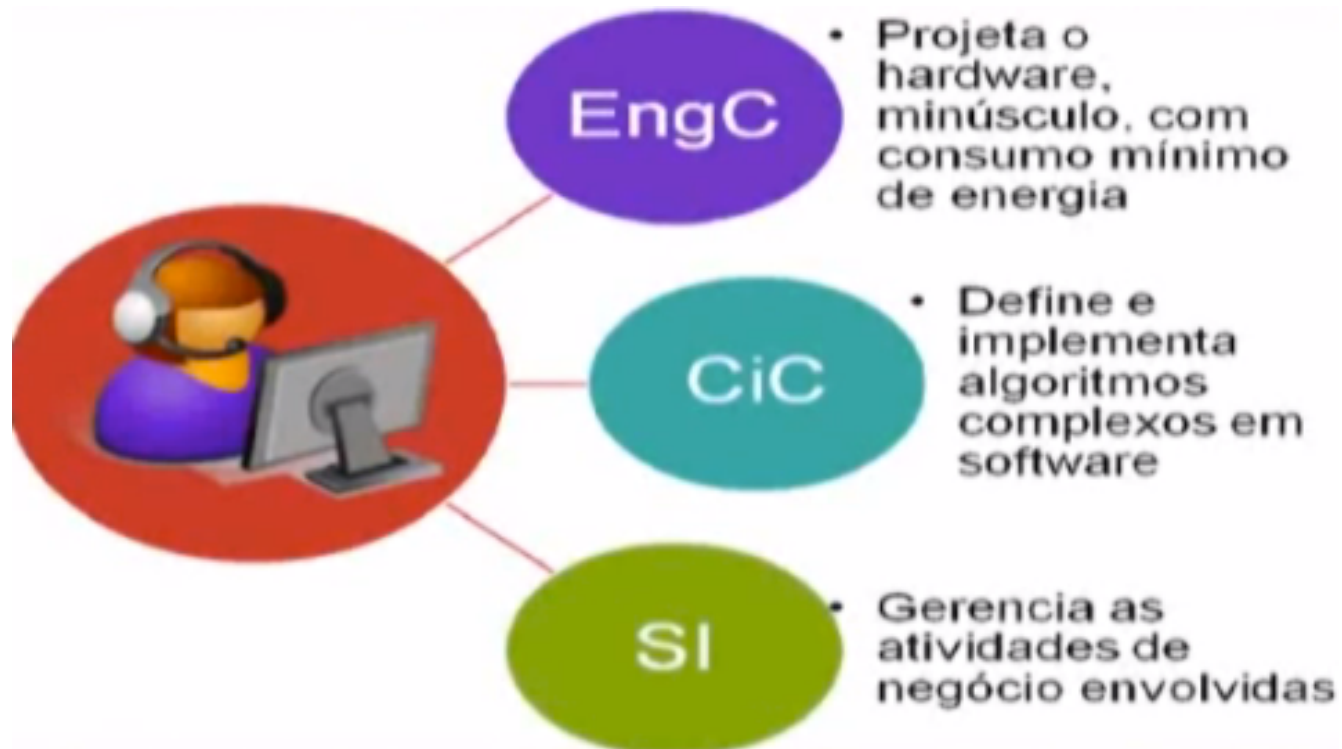 EngC
• Projeta o
hardware,
minúsculo, com
consumo mínimo
de energia
CiC
• Define e
implementa
algoritmos
complexos em
software
SI
• Gerencia as
atividades de
negócio envolvidas